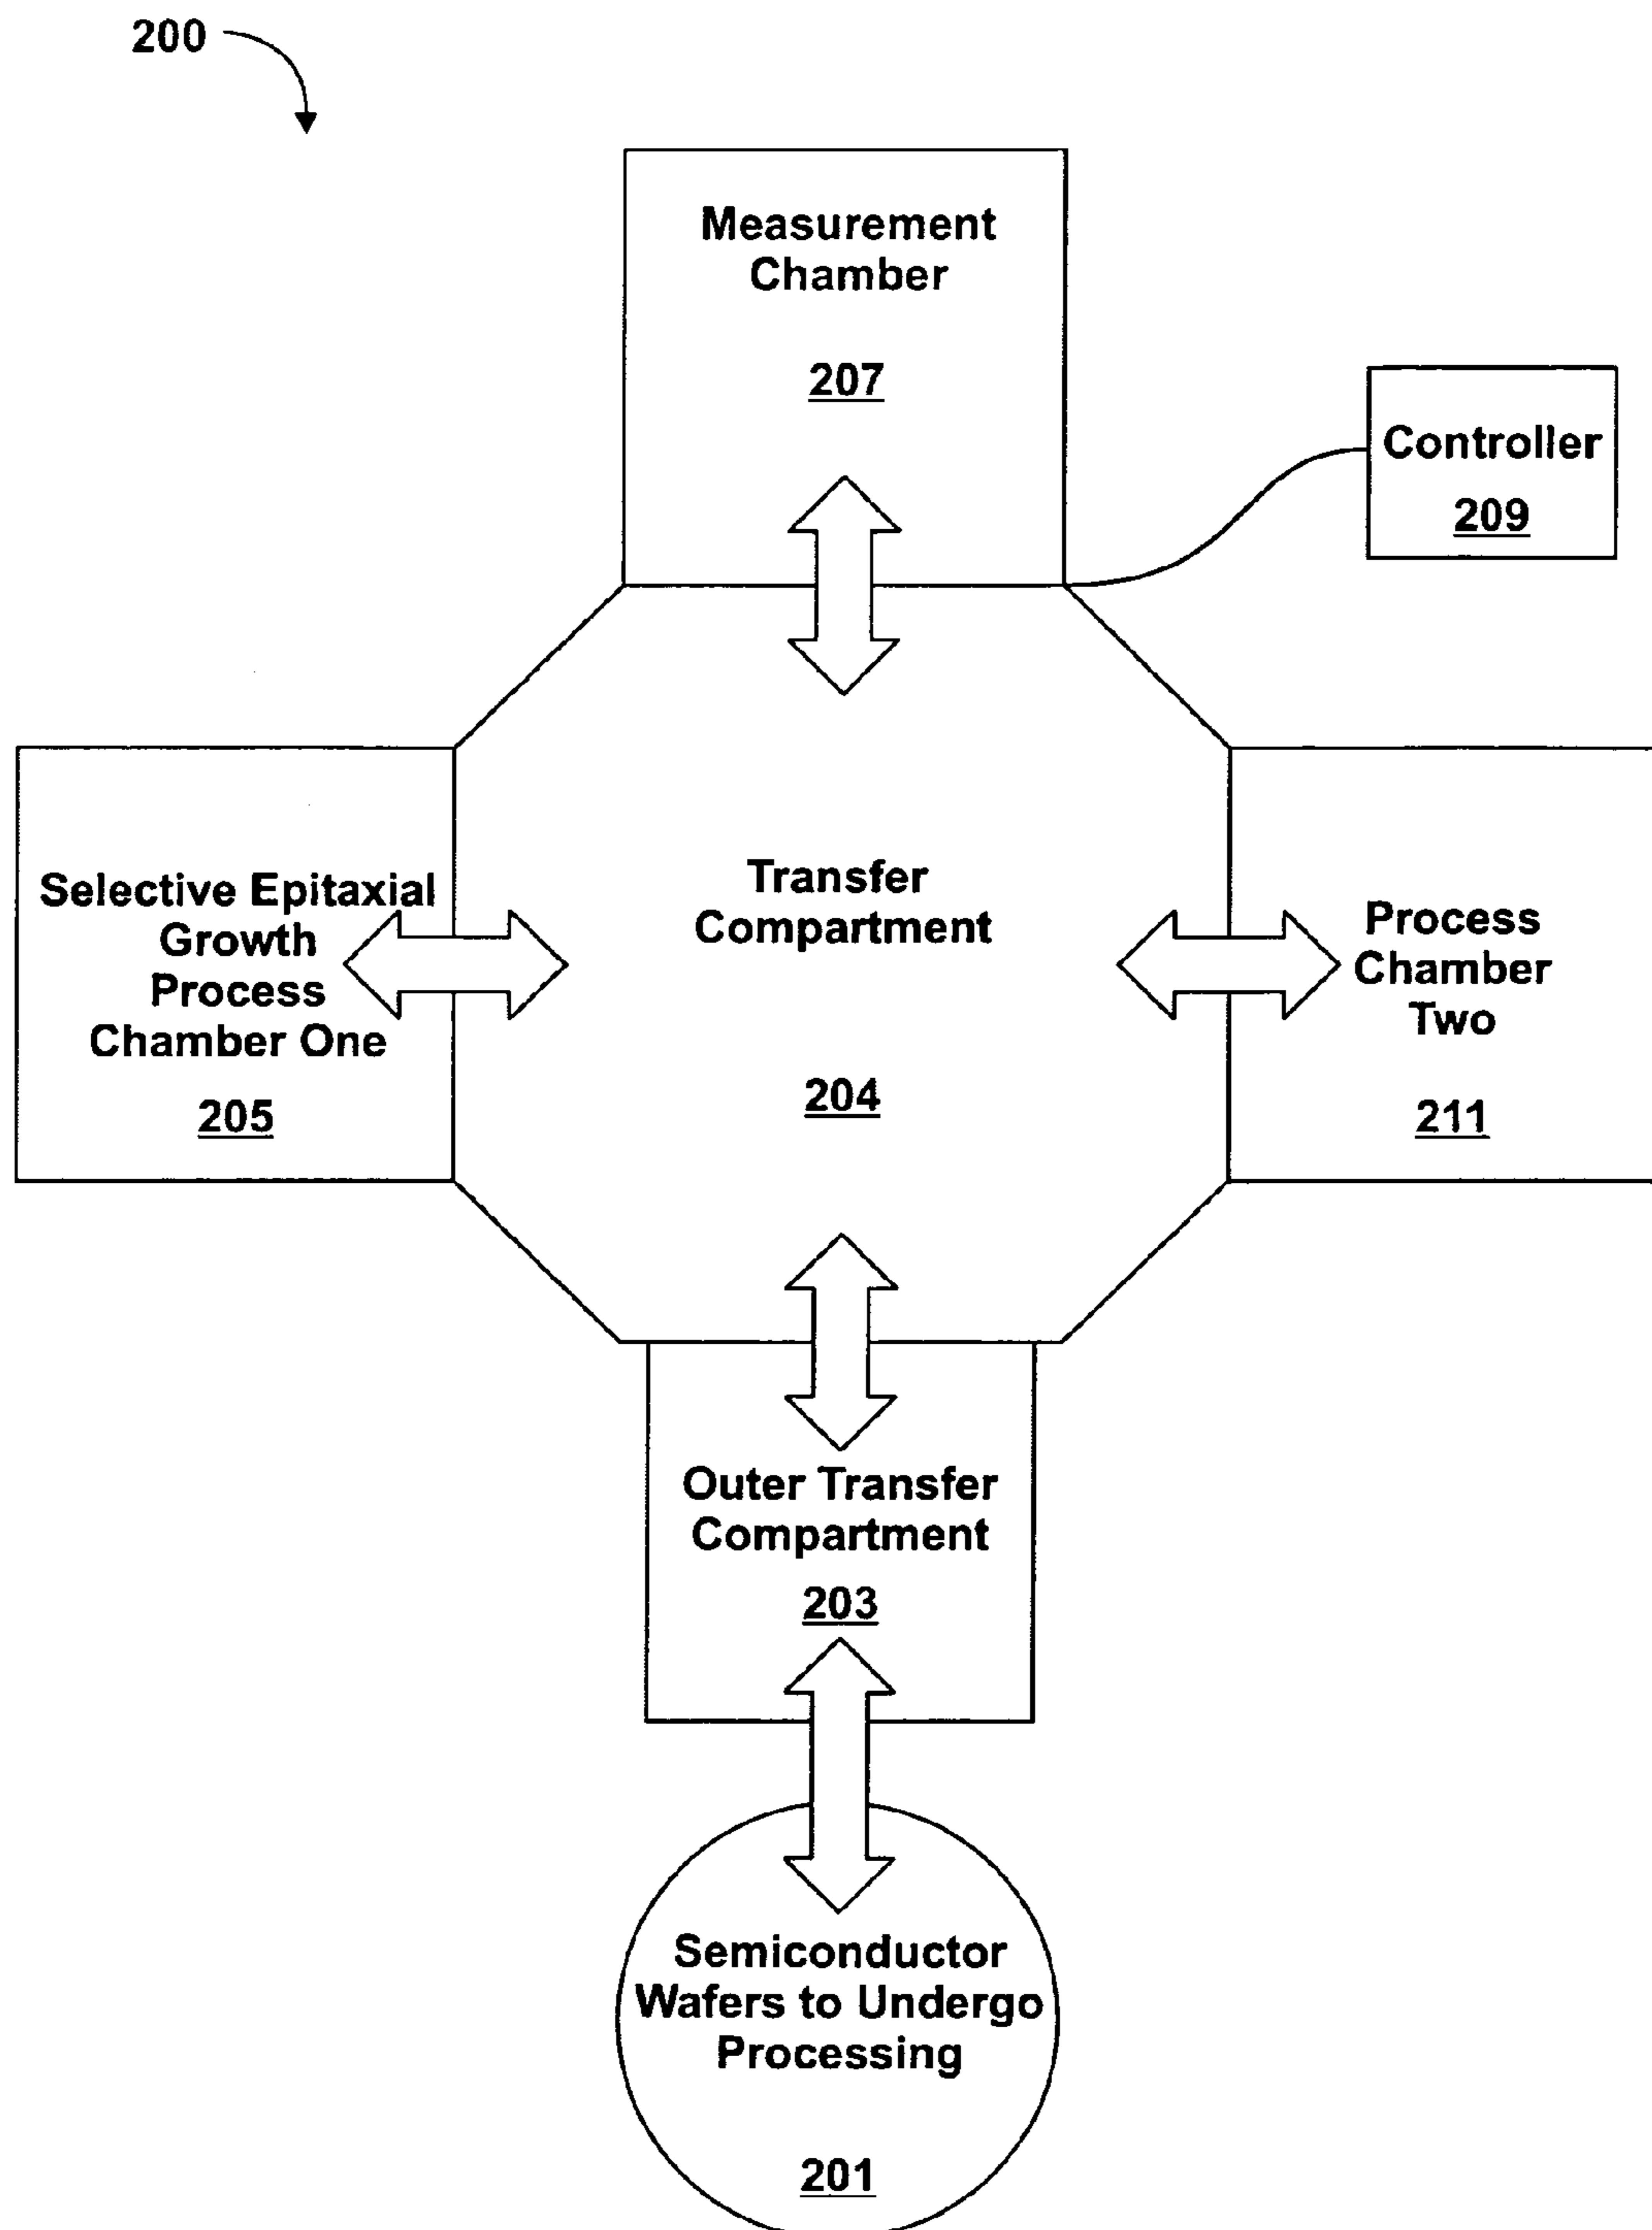 200
Measurement
Chamber
207
Controller
209
Selective Epitaxial
Growth
Process
Chamber One
205
Transfer
Compartment
204
Process
Chamber
Two
211
Outer Transfer
Compartment
203
Semiconductor
Wafers to Undergo
Processing
201